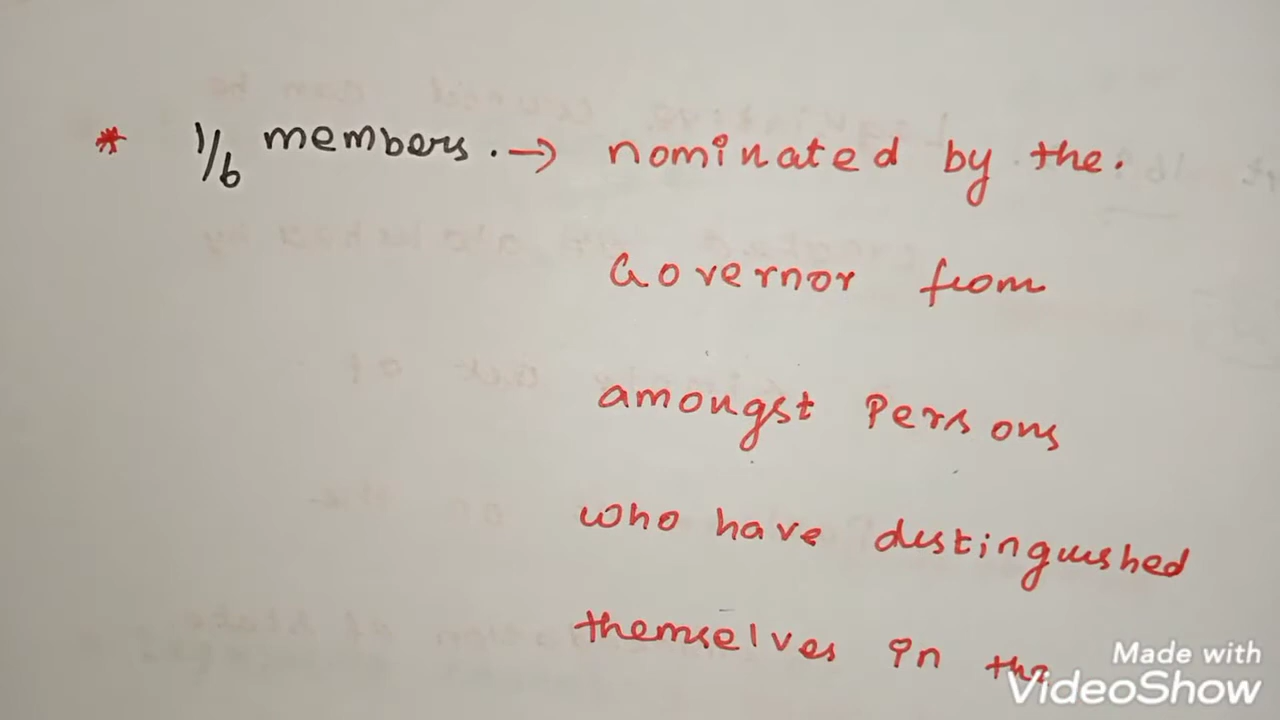 * 1/6 members. → nominated by the.
Governor from
amongst Persons
who have distinguished
themselves in the
Made with
VideoShow